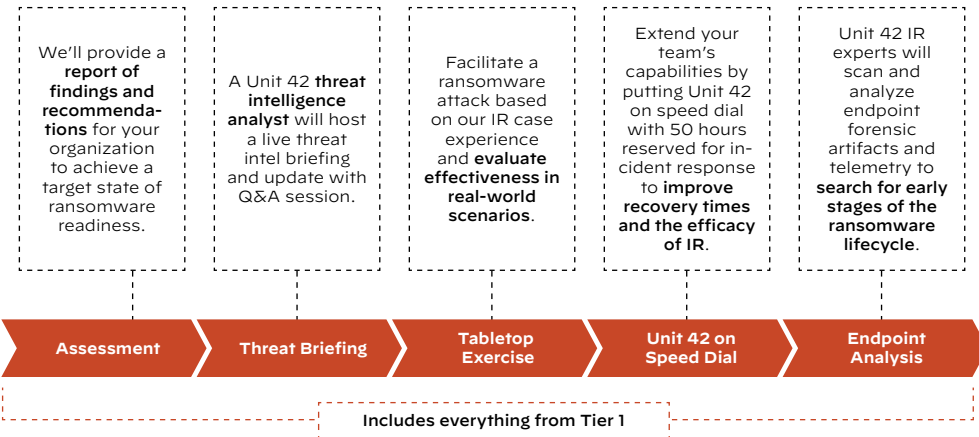 We'll provide a
report of
findings and
recommenda-
tions for your
organization
to achieve a
target state of
ransomware
readiness.
A Unit 42 threat
intelligence
analyst will host
a live threat
intel briefing
and update with
Q&A session.
Facilitate a
ransomware
attack based
on our IR case
experience
and evaluate
effectiveness in
real-world
scenarios.
Extend your
team's
capabilities by
putting Unit 42
on speed dial
with 50 hours
reserved for in-
cident response
to improve
recovery times
and the efficacy
of IR.
Unit 42 IR
experts will
scan and
analyze
endpoint
forensic
artifacts and
telemetry to
search for early
stages of the
ransomware
lifecycle.
Assessment
Threat Briefing
Tabletop
Exercise
Unit 42 on
Speed Dial
Endpoint
Analysis
Includes everything from Tier 1